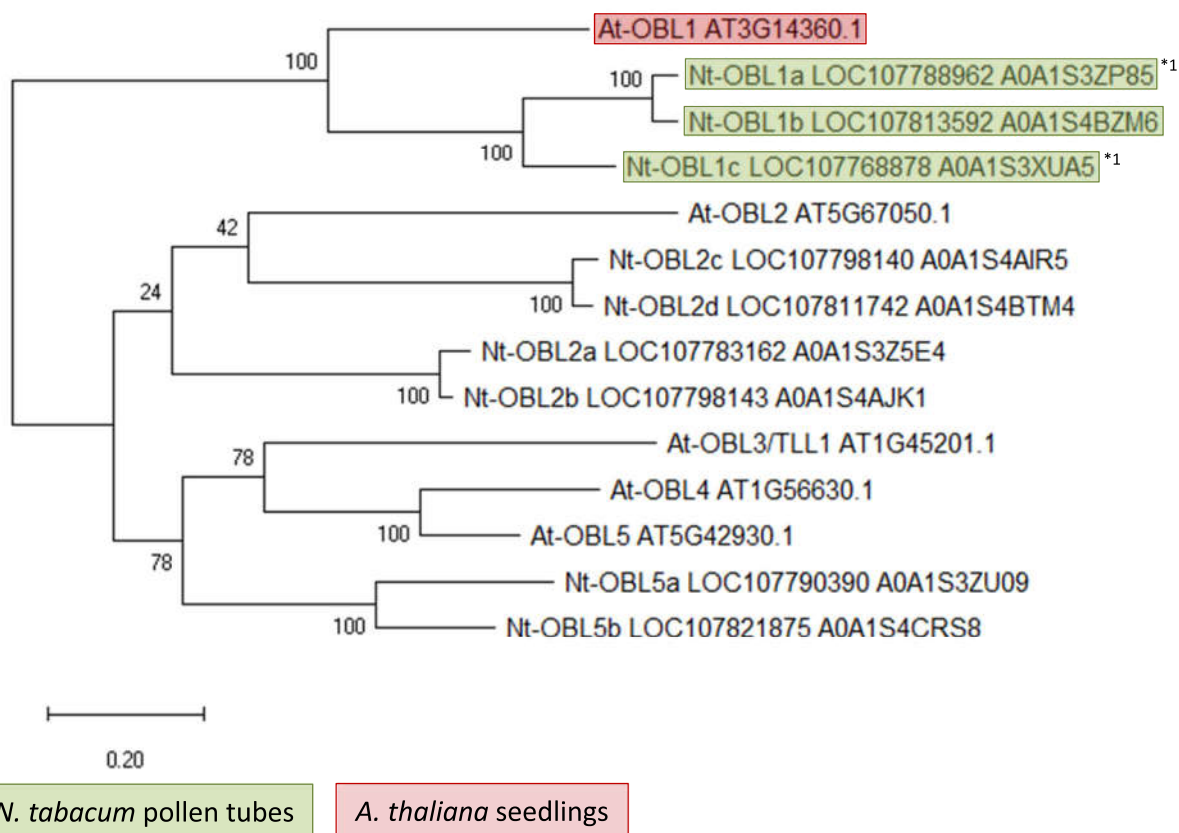 At-OBL1 AT3G14360.1
100
100
Nt-OBL1a LOC107788962 A0A1S3ZP85 *1
Nt-OBL1b LOC107813592 A0A1S4BZM6
100
Nt-OBL1c LOC107768878 A0A1S3XUA5 *1
At-OBL2 AT5G67050.1
42
Nt-OBL2c LOC107798140 A0A1S4AIR5
24
100
Nt-OBL2d LOC107811742 A0A1S4BTM4
Nt-OBL2a LOC107783162 A0A1S3Z5E4
100
Nt-OBL2b LOC107798143 A0A1S4AJK1
At-OBL3/TLL1 AT1G45201.1
78
At-OBL4 AT1G56630.1
100
At-OBL5 AT5G42930.1
78
Nt-OBL5a LOC107790390 A0A1S3ZU09
100
Nt-OBL5b LOC107821875 A0A1S4CRS8
0.20
N. tabacum pollen tubes
A. thaliana seedlings